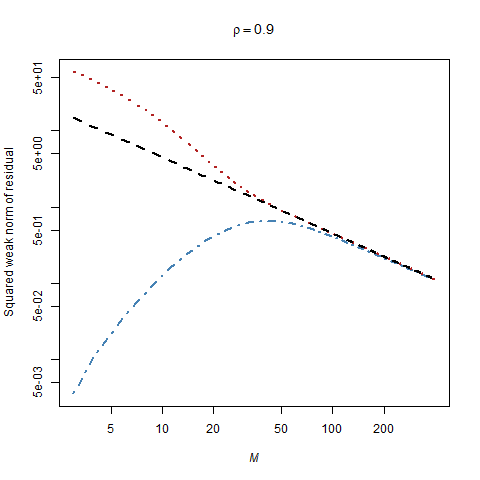 ρ = 0.9
Squared weak norm of residual
5e+01
5e+00
5e-01
5e-02
5e-03
5 10 20 50 100 200
M